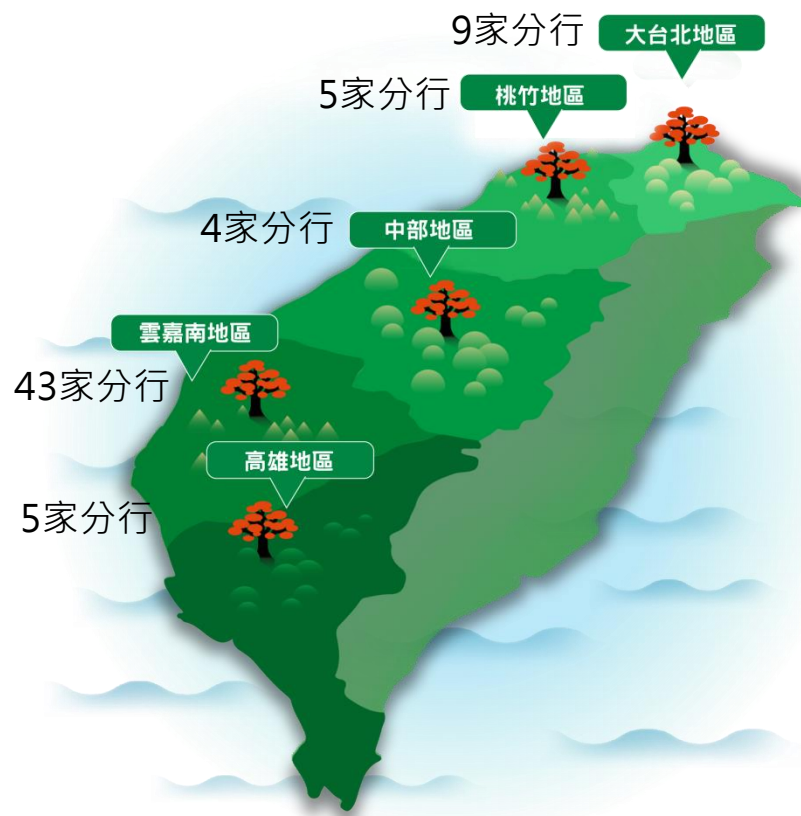 9家分行 大台北地區
5家分行 桃竹地區
4家分行 中部地區
雲嘉南地區
43家分行
高雄地區
5家分行